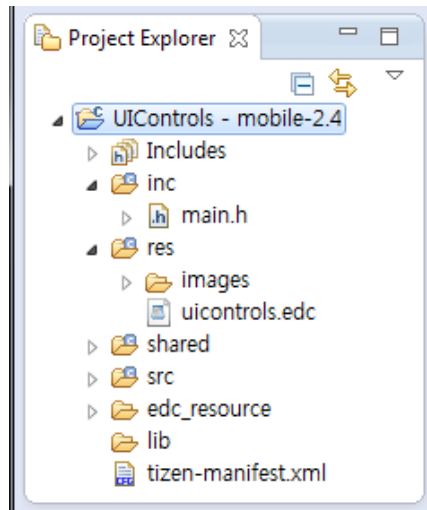 Project Explorer
UIControls - mobile-2.4
Includes
inc
main.h
res
images
uicontrols.edc
shared
src
edc_resource
lib
tizen-manifest.xml